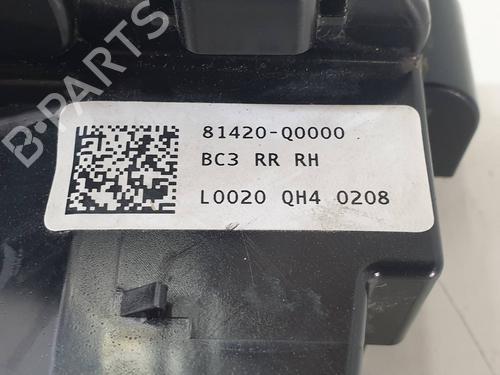 B-PARTS
81420-Q0000
BC3 RR RH
L0020 QH4 0208